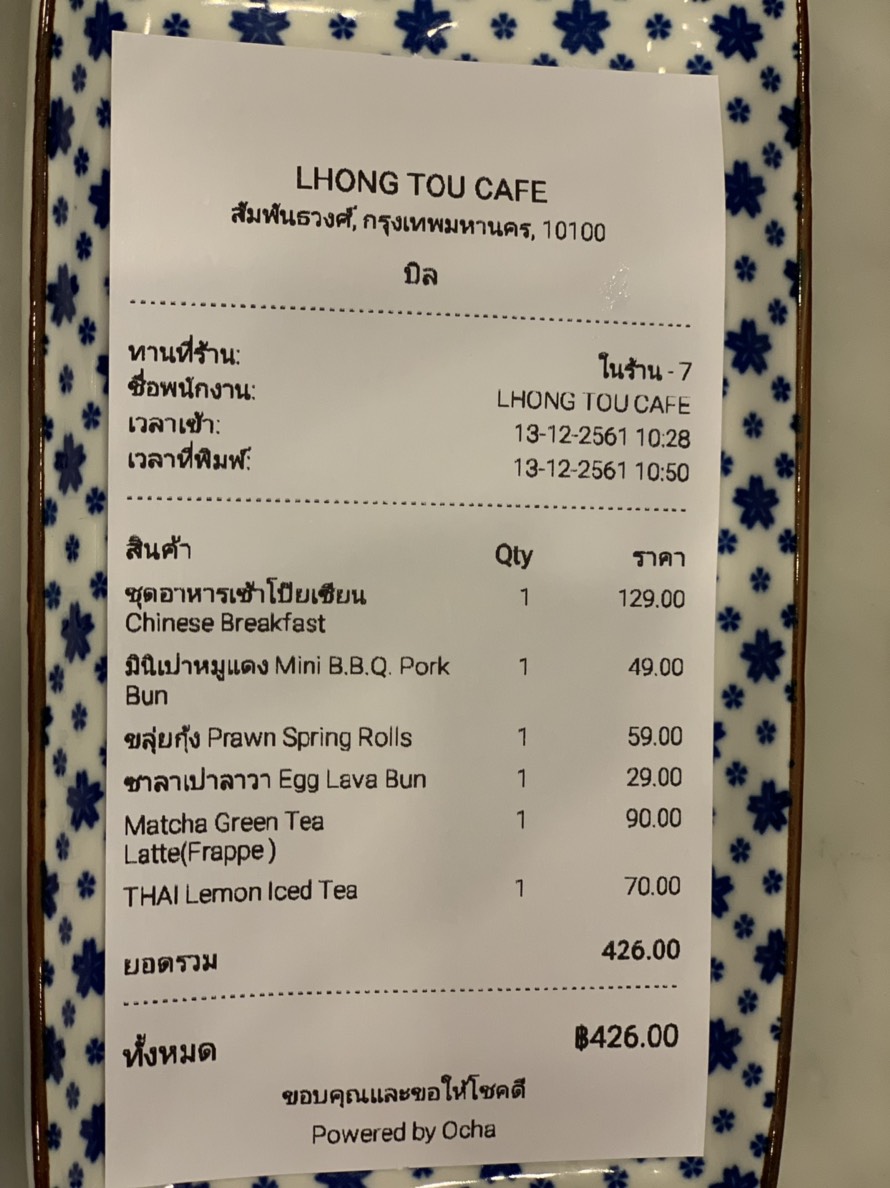 LHONG TOU CAFE
สัมพันธวงศ์, กรุงเทพมหานคร, 10100
บิล
ทานที่ร้าน: ในร้าน - 7
ชื่อพนักงาน: LHONG TOU CAFE
เวลาเข้า: 13-12-2561 10:28
เวลาที่พิมพ์: 13-12-2561 10:50
สินค้า Qty ราคา
ชุดอาหารเช้าโป๊ยเซียน 1 129.00
Chinese Breakfast
มินิเปาหมูแดง Mini B.B.Q. Pork 1 49.00
Bun
ขลุ่ยกุ้ง Prawn Spring Rolls 1 59.00
ซาลาเปาลาวา Egg Lava Bun 1 29.00
Matcha Green Tea 1 90.00
Latte(Frappe )
THAI Lemon Iced Tea 1 70.00
ยอดรวม 426.00
ทั้งหมด ฿426.00
ขอบคุณและขอให้โชคดี
Powered by Ocha